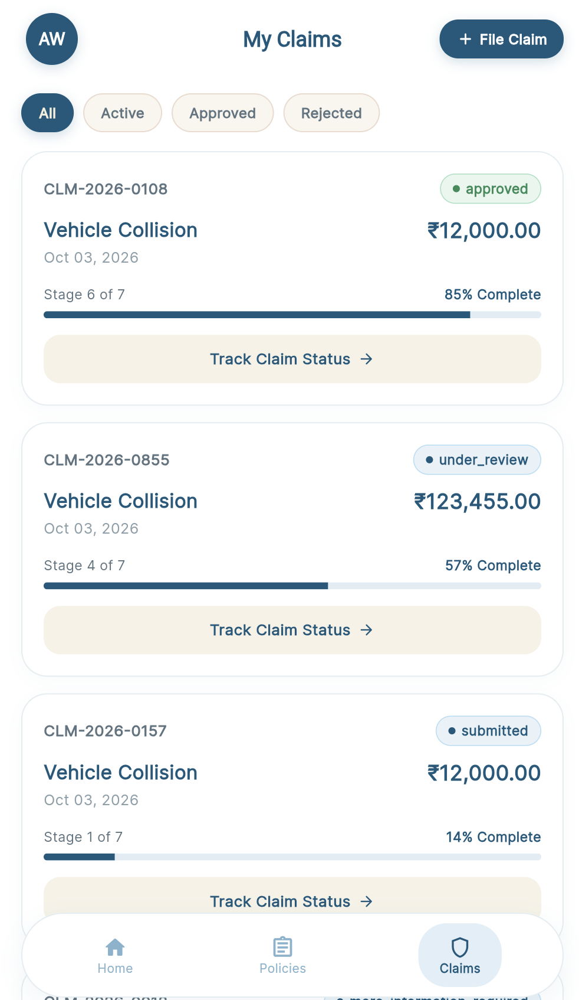 AW
My Claims
+ File Claim
All
Active
Approved
Rejected
CLM-2026-0108
approved
Vehicle Collision
₹12,000.00
Oct 03, 2026
Stage 6 of 7
85% Complete
Track Claim Status →
CLM-2026-0855
under_review
Vehicle Collision
₹123,455.00
Oct 03, 2026
Stage 4 of 7
57% Complete
Track Claim Status →
CLM-2026-0157
submitted
Vehicle Collision
₹12,000.00
Oct 03, 2026
Stage 1 of 7
14% Complete
Track Claim Status →
Home
Policies
Claims
more_information_required